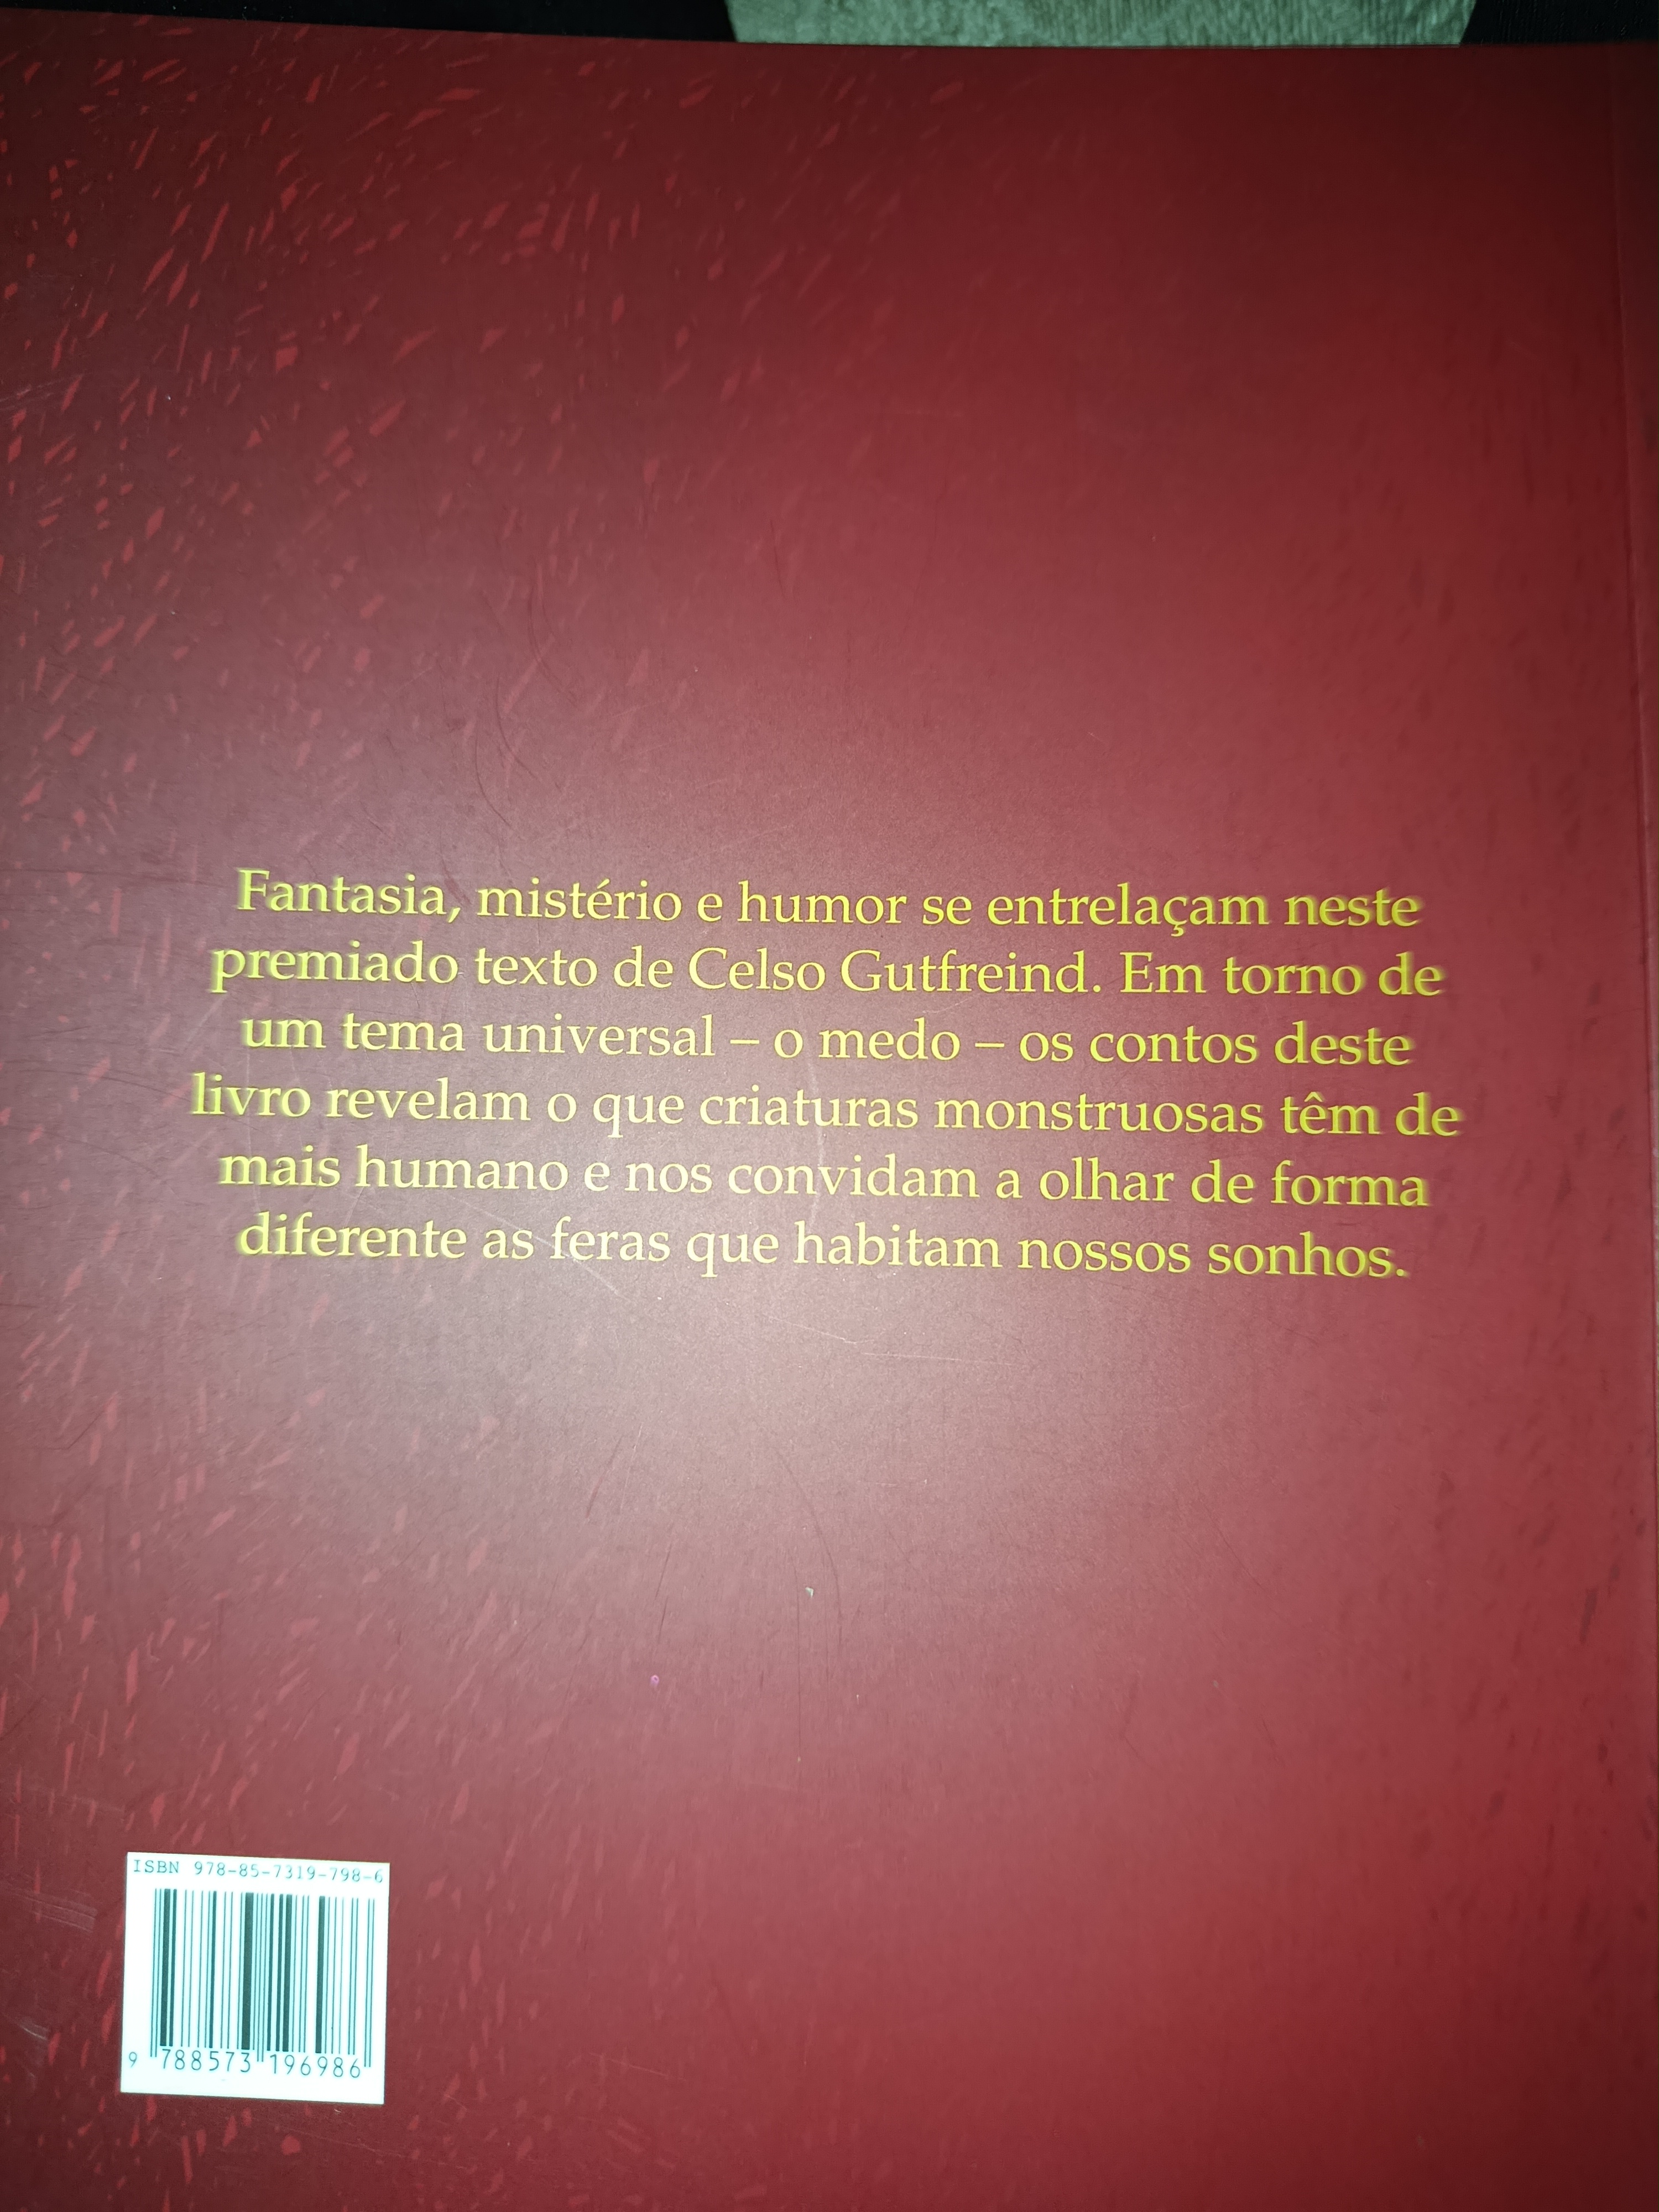 Fantasia, mistério e humor se entrelaçam neste
premiado texto de Celso Gutfreind. Em torno de
um tema universal – o medo – os contos deste
livro revelam o que criaturas monstruosas têm de
mais humano e nos convidam a olhar de forma
diferente as feras que habitam nossos sonhos.
ISBN 978-85-7319-798-6
9 788573 196986